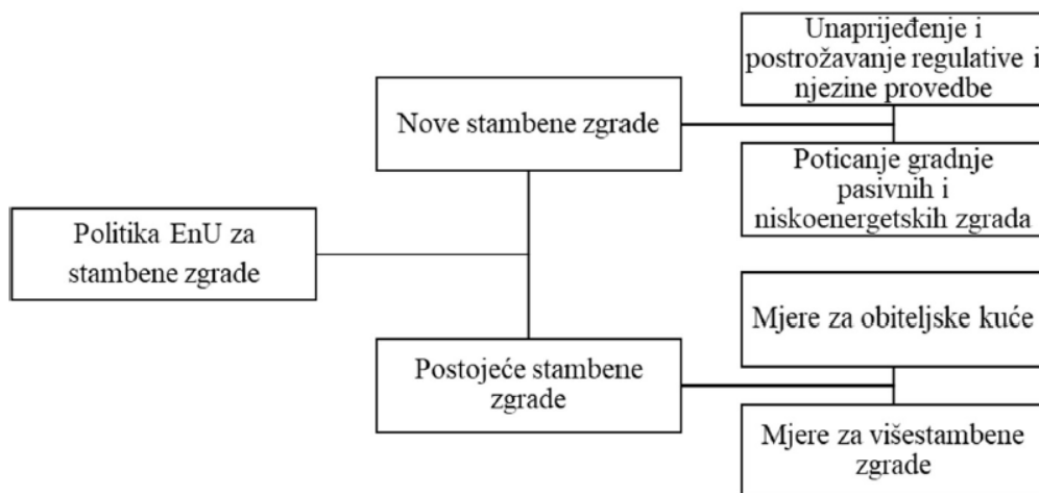 Politika EnU za
stambene zgrade
Nove stambene zgrade
Unaprijeđenje i
postrožavanje regulative i
njezine provedbe
Poticanje gradnje
pasivnih i
niskoenergetskih zgrada
Postojeće stambene
zgrade
Mjere za obiteljske kuće
Mjere za višestambene
zgrade